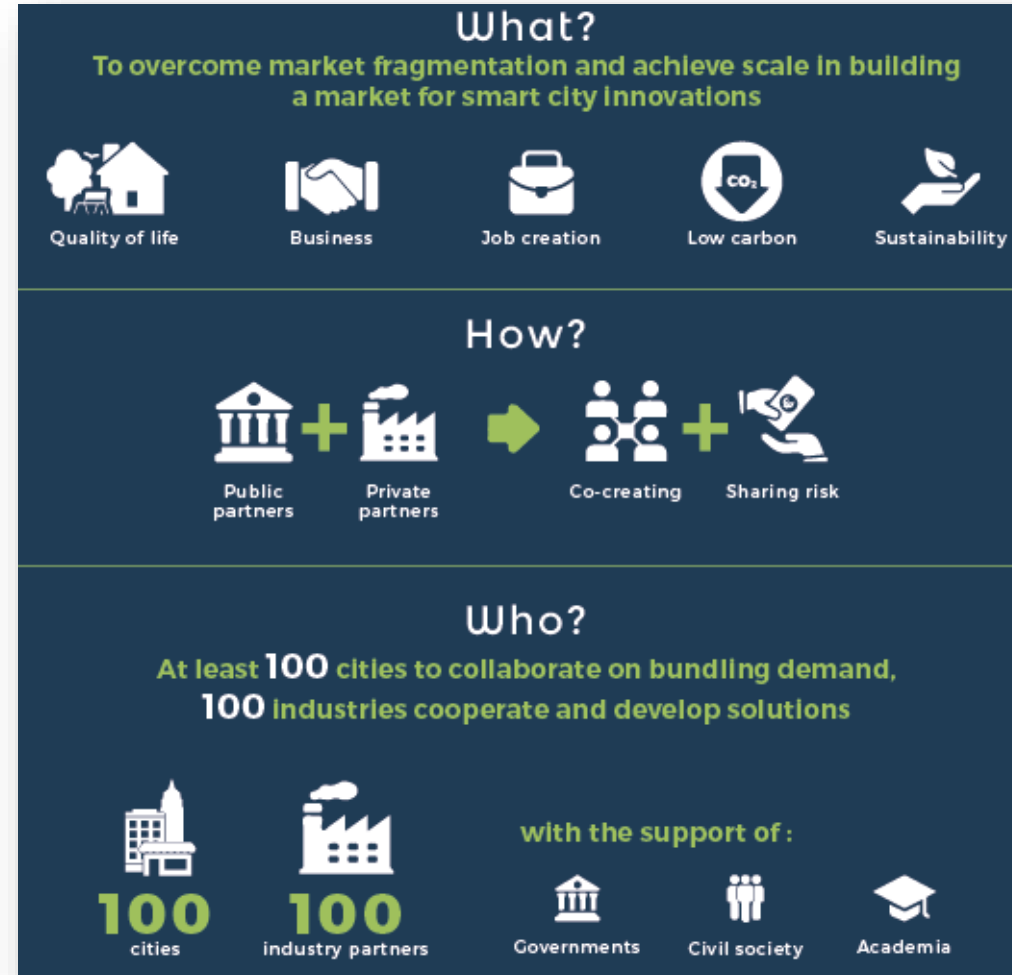 What?
To overcome market fragmentation and achieve scale in building
a market for smart city innovations
CO₂
Quality of life
Business
Job creation
Low carbon
Sustainability
How?
Public
partners
Private
partners
Co-creating
Sharing risk
Who?
At least 100 cities to collaborate on bundling demand,
100 industries cooperate and develop solutions
with the support of :
100
cities
100
industry partners
Governments
Civil society
Academia